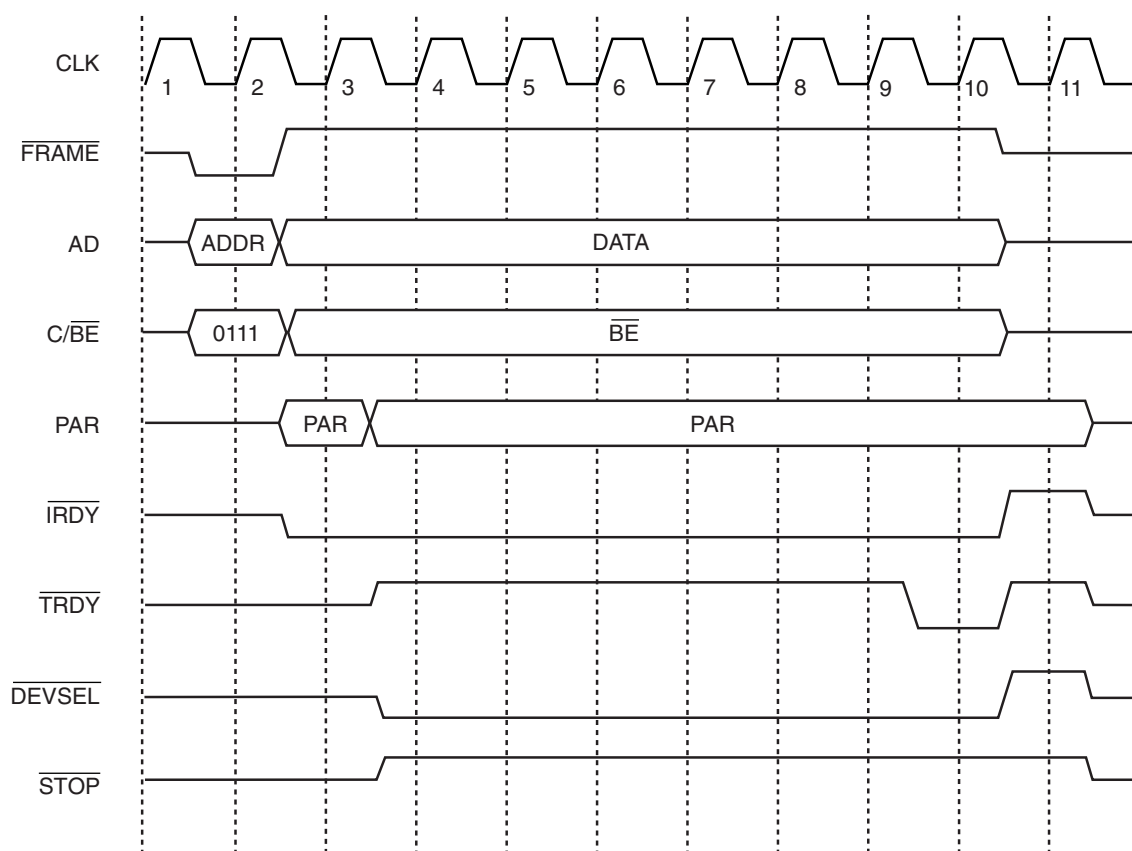 CLK
1 2 3 4 5 6 7 8 9 10 11
FRAME
AD
ADDR DATA
C/BE
0111 BE
PAR
PAR PAR
IRDY
TRDY
DEVSEL
STOP